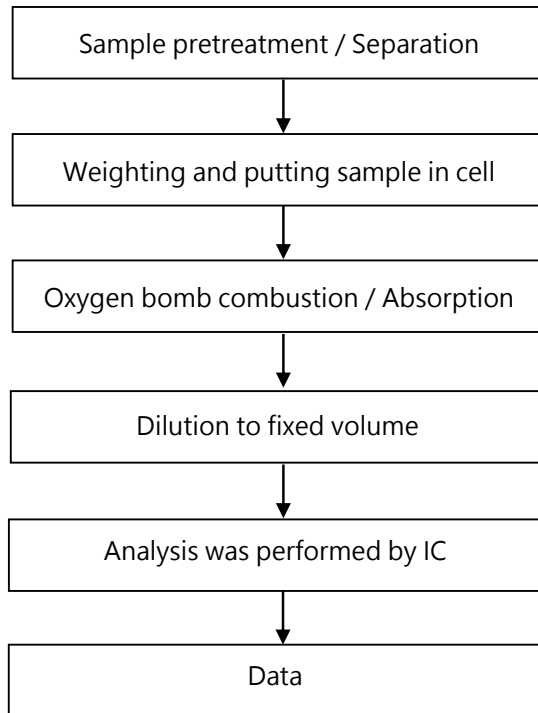 Sample pretreatment / Separation
Weighting and putting sample in cell
Oxygen bomb combustion / Absorption
Dilution to fixed volume
Analysis was performed by IC
Data